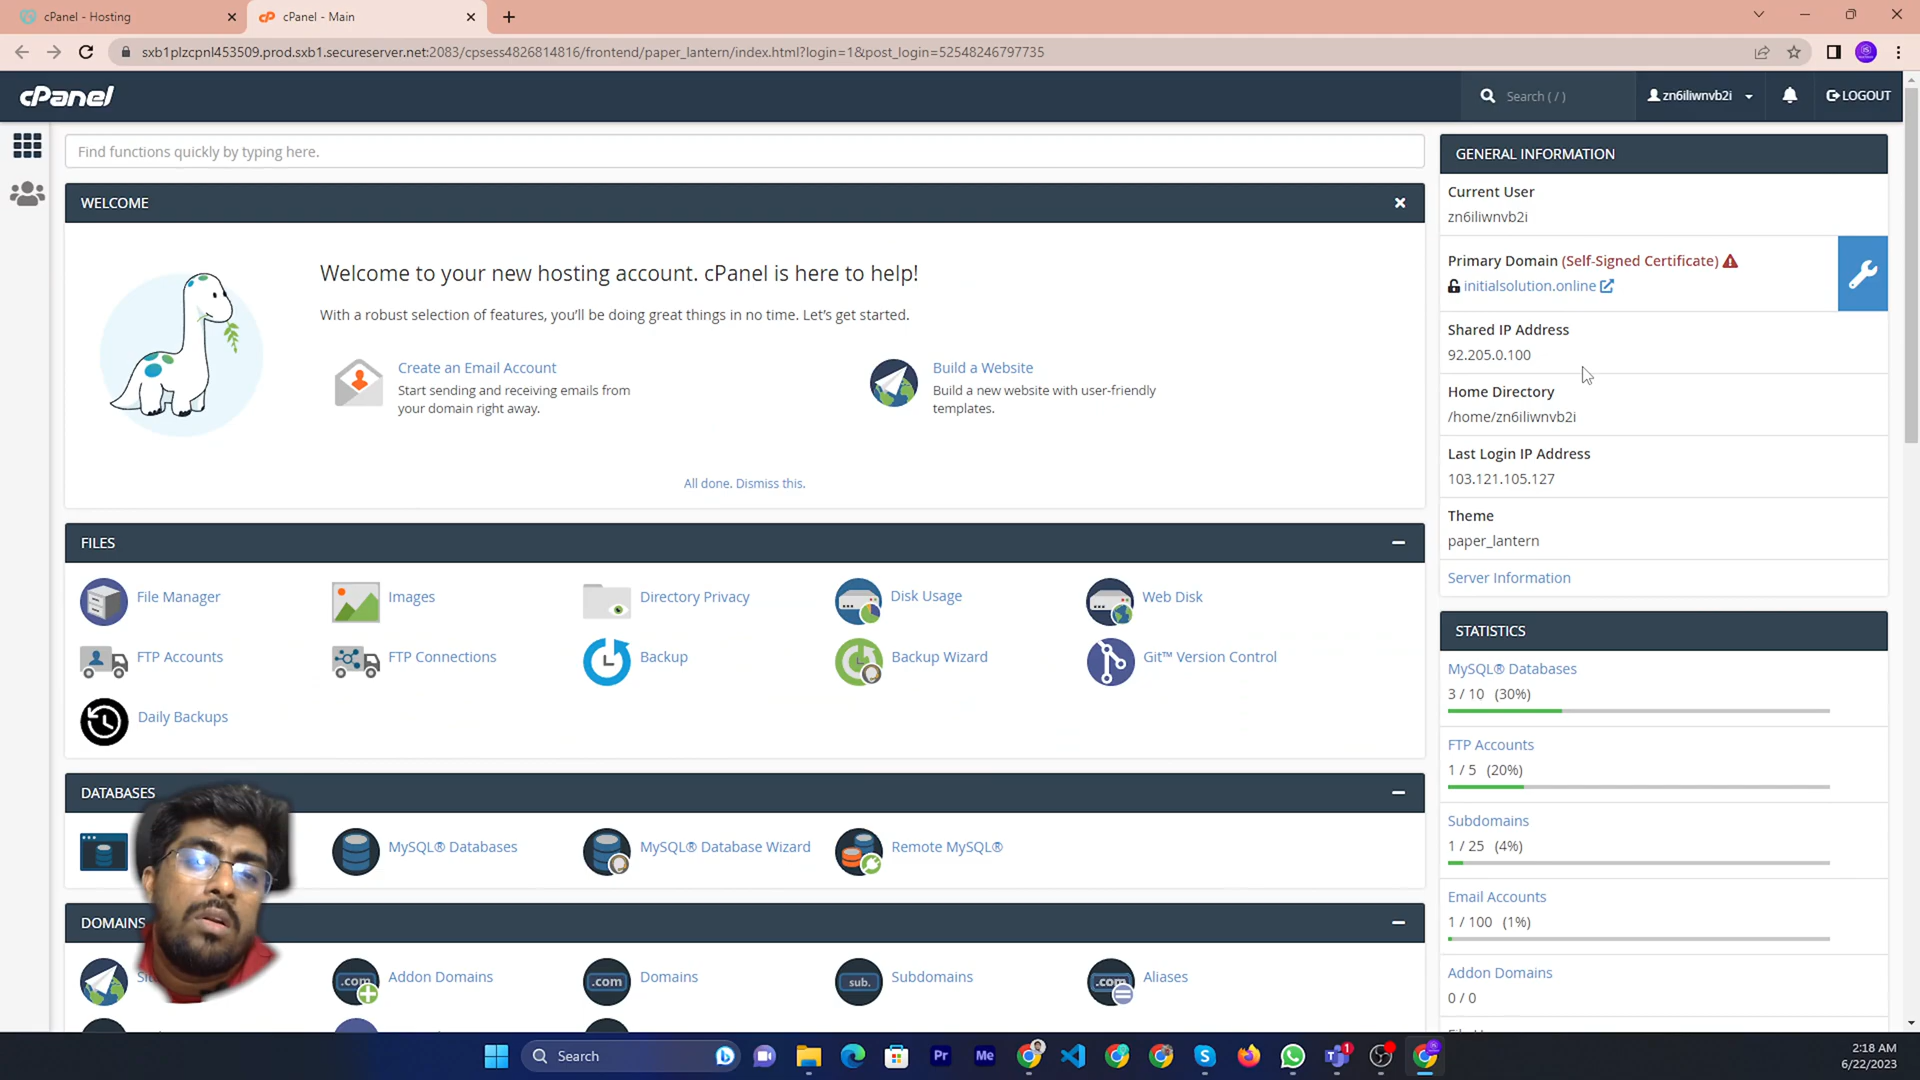 cPanel - Hosting
cPanel - Main
sxb1plzcpnl453509.prod.sxb1.secureserver.net:2083/cpsess4826814816/frontend/paper_lantern/index.html?login=1&post_login=52548246797735
cPanel
Search ( / )
zn6iliwnvb2i
LOGOUT
Find functions quickly by typing here.
WELCOME
Welcome to your new hosting account. cPanel is here to help!
With a robust selection of features, you'll be doing great things in no time. Let's get started.
Create an Email Account
Start sending and receiving emails from
your domain right away.
Build a Website
Build a new website with user-friendly
templates.
All done. Dismiss this.
FILES
File Manager
Images
Directory Privacy
Disk Usage
Web Disk
FTP Accounts
FTP Connections
Backup
Backup Wizard
Git™ Version Control
Daily Backups
DATABASES
MySQL® Databases
MySQL® Database Wizard
Remote MySQL®
DOMAINS
.com
Addon Domains
.com
Domains
sub.
Subdomains
.com
Aliases
GENERAL INFORMATION
Current User
zn6iliwnvb2i
Primary Domain (Self-Signed Certificate)
initialsolution.online
Shared IP Address
92.205.0.100
Home Directory
/home/zn6iliwnvb2i
Last Login IP Address
103.121.105.127
Theme
paper_lantern
Server Information
STATISTICS
MySQL® Databases
3 / 10 (30%)
FTP Accounts
1 / 5 (20%)
Subdomains
1 / 25 (4%)
Email Accounts
1 / 100 (1%)
Addon Domains
0 / 0
Search
Pr
Me
1
2:18 AM
6/22/2023